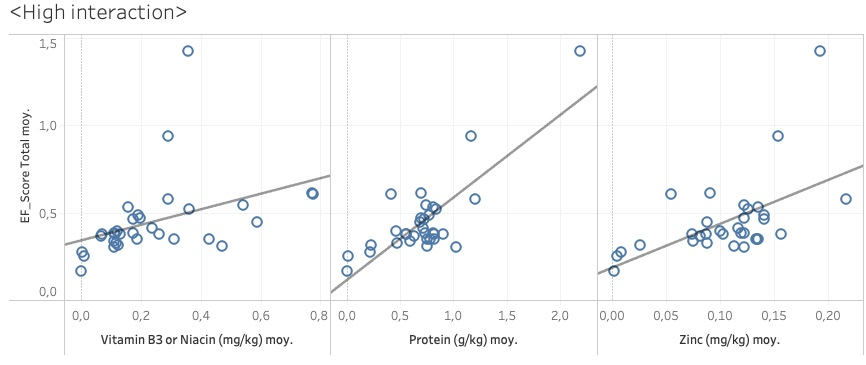 <High interaction>
1,5
1,0
0,5
0,0
EF_Score Total moy.
0,0 0,2 0,4 0,6 0,8 0,0 0,5 1,0 1,5 2,0 0,00 0,05 0,10 0,15 0,20
Vitamin B3 or Niacin (mg/kg) moy. Protein (g/kg) moy. Zinc (mg/kg) moy.